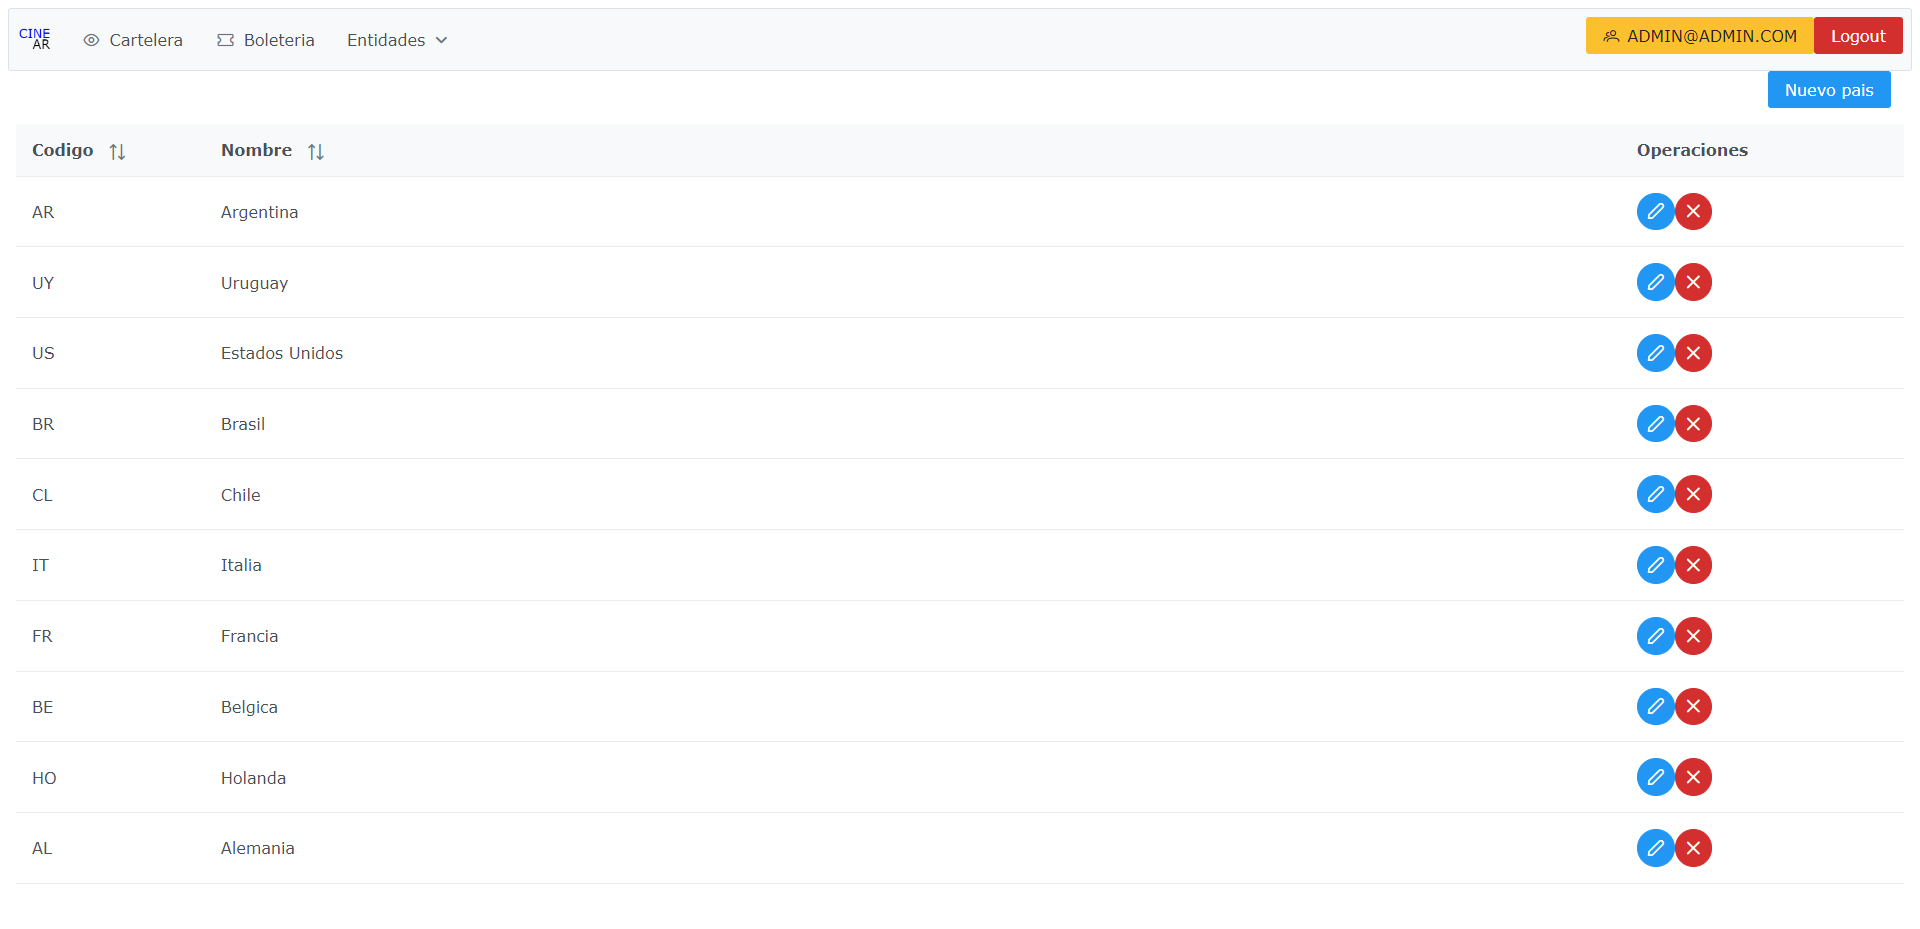 CINE
AR
Cartelera Boleteria Entidades ADMIN@ADMIN.COM Logout
Nuevo pais
Codigo Nombre Operaciones
AR Argentina
UY Uruguay
US Estados Unidos
BR Brasil
CL Chile
IT Italia
FR Francia
BE Belgica
HO Holanda
AL Alemania